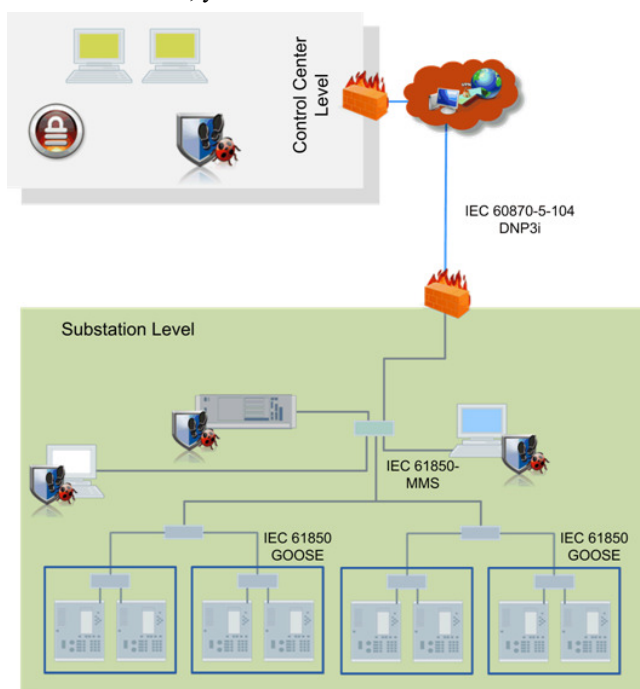 Control Center
Level
IEC 60870-5-104
DNP3i
Substation Level
IEC 61850-
MMS
IEC 61850
GOOSE
IEC 61850
GOOSE